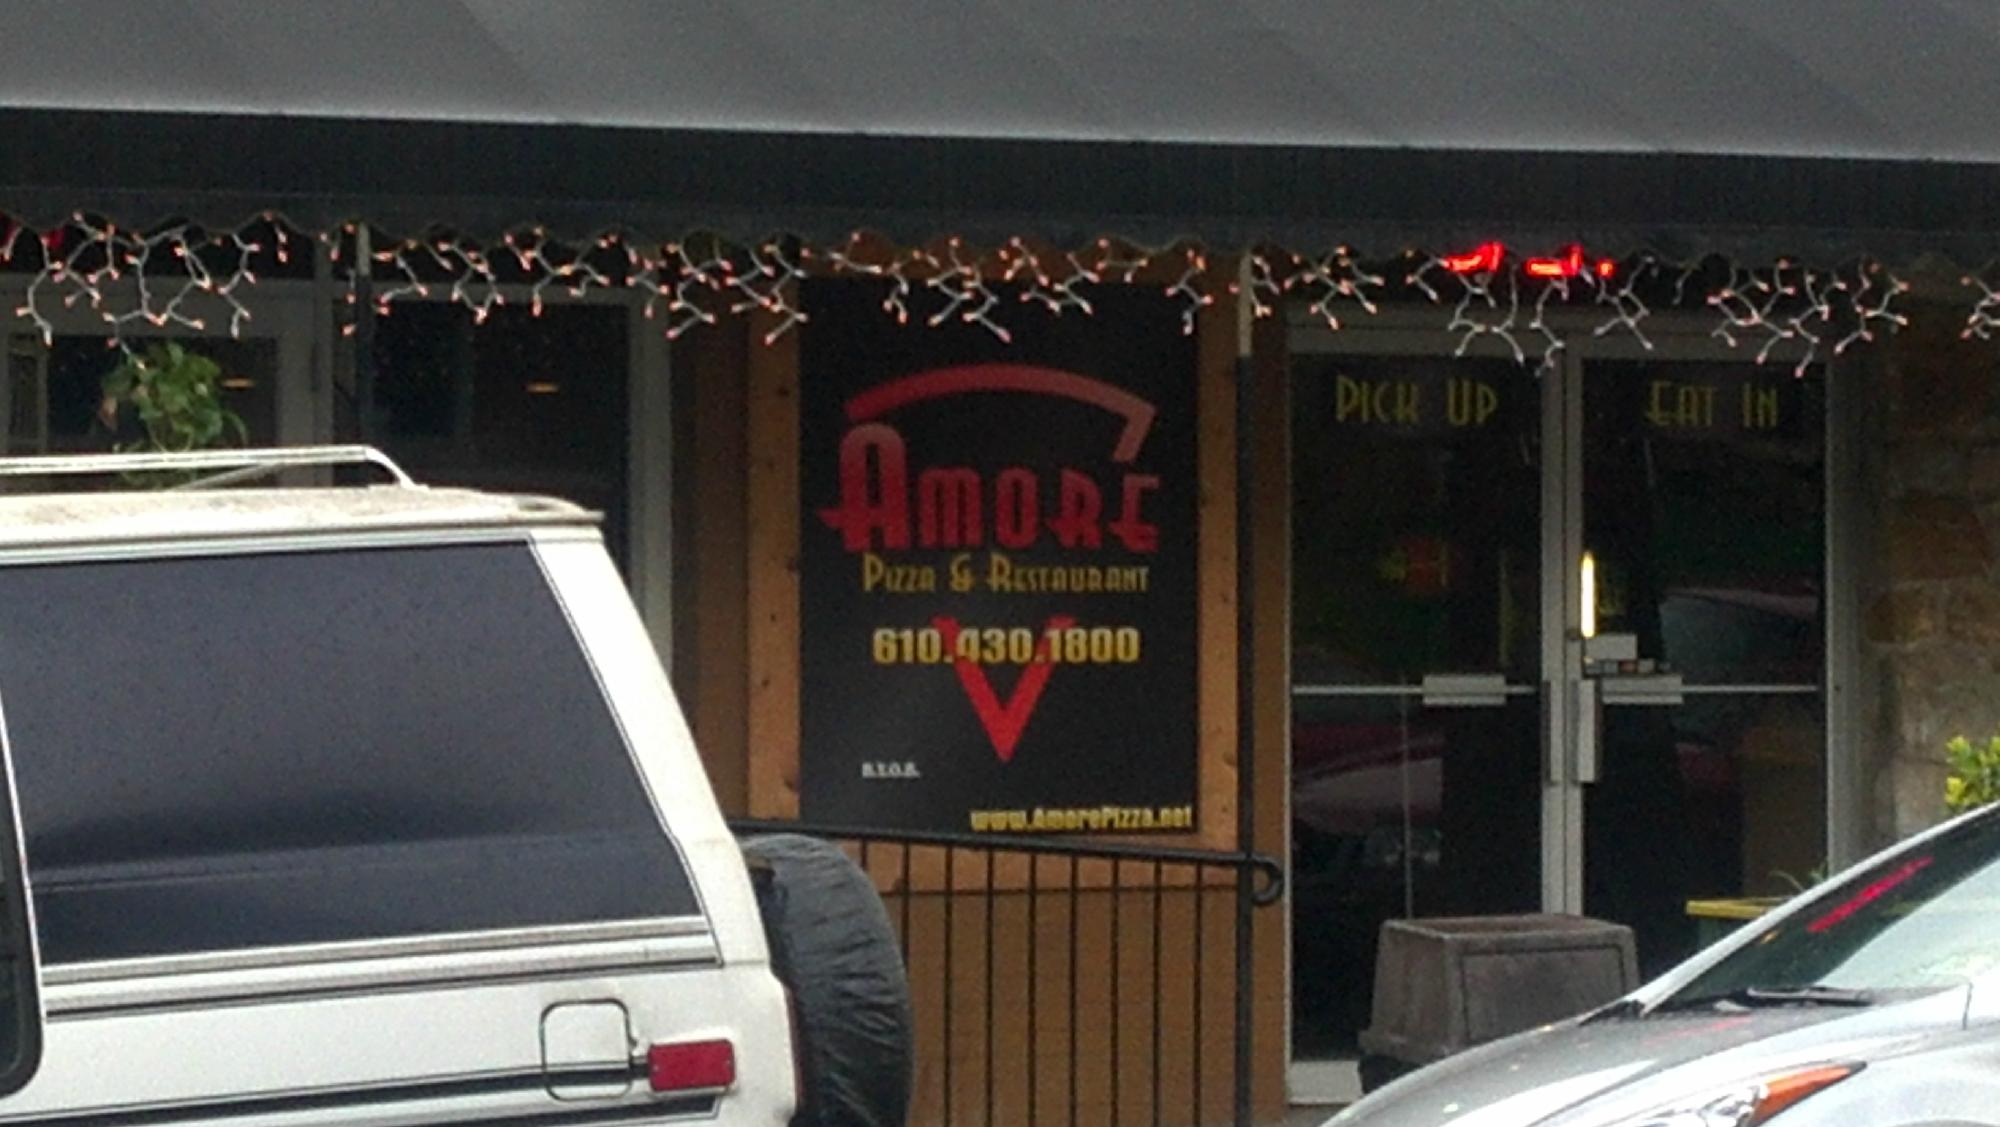 PICK UP
EAT IN
AMORE
PIZZA & RESTAURANT
610.430.1800
B.Y.O.B.
www.AmorePizza.net